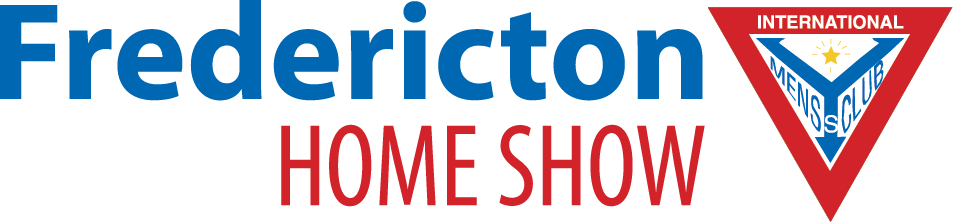 Fredericton
HOME SHOW
INTERNATIONAL
MENS CLUB
S